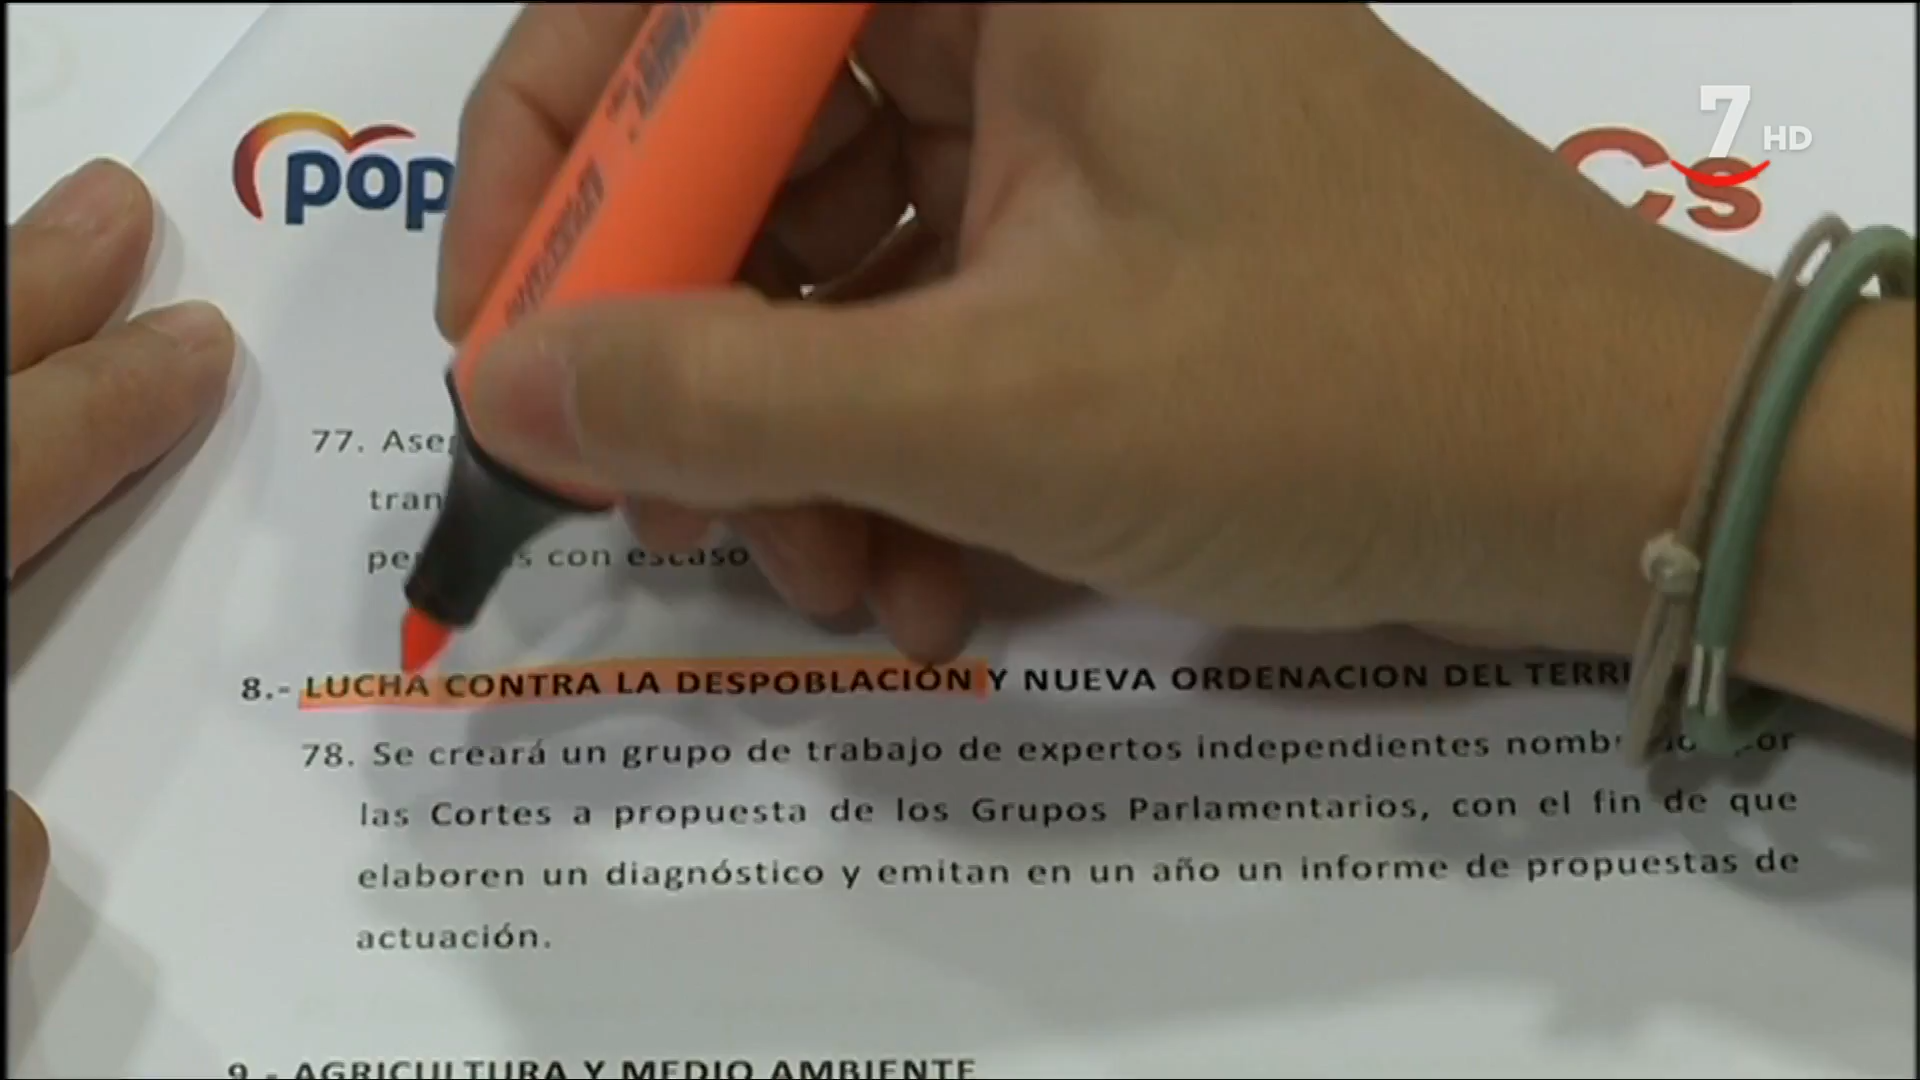 pop
Cs
7 HD
77. Ase
tran
con escaso
8.- LUCHA CONTRA LA DESPOBLACIÓN Y NUEVA ORDENACION DEL TERRI
78. Se creará un grupo de trabajo de expertos independientes nomb
las Cortes a propuesta de los Grupos Parlamentarios, con el fin de que
elaboren un diagnóstico y emitan en un año un informe de propuestas de
actuación.
9.- AGRICULTURA Y MEDIO AMBIENTE